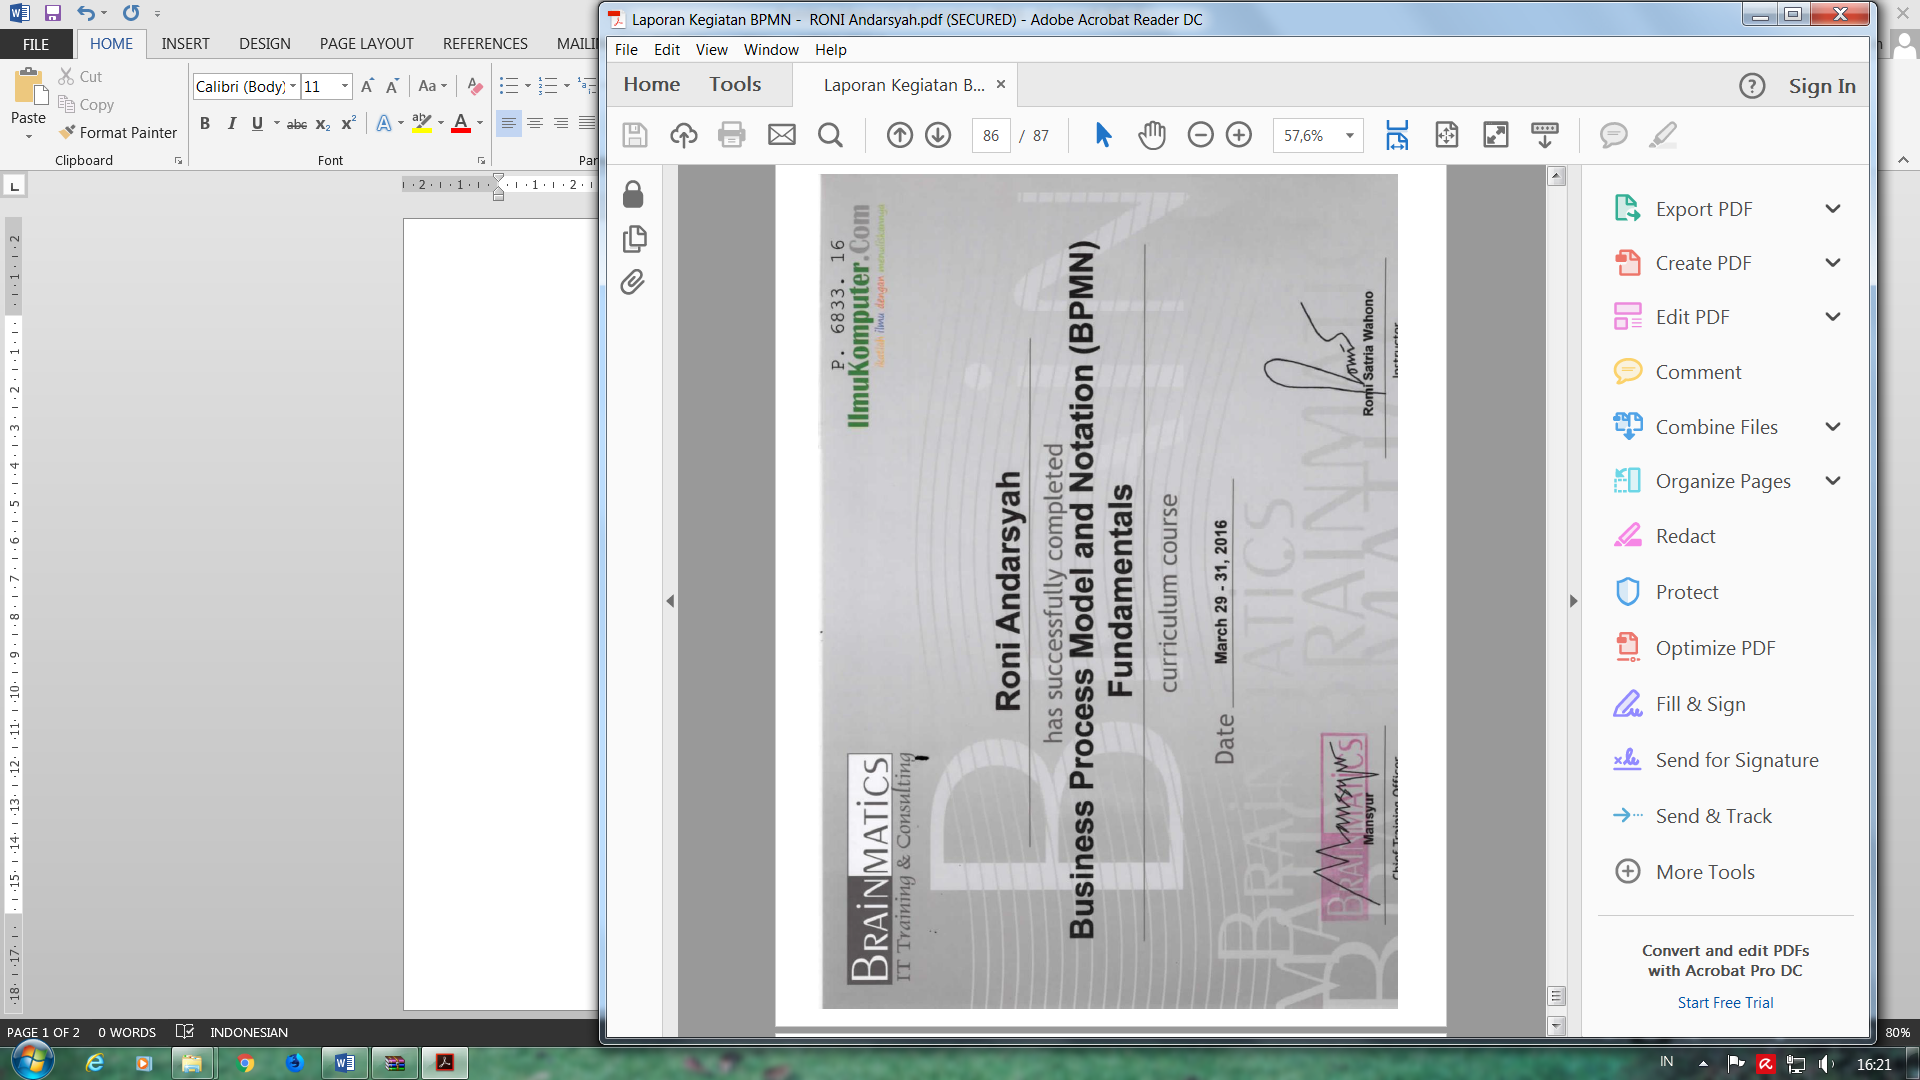 Laporan Kegiatan BPMN -  RONI Andarsyah.pdf (SECURED) - Adobe Acrobat Reader DC
FILE
HOME
INSERT
DESIGN
PAGE LAYOUT
REFERENCES
Paste
Cut
Copy
Format Painter
Clipboard
Calibri (Body)
11
Font
File
Edit
View
Window
Help
Home
Tools
Laporan Kegiatan B...
Sign In
86 / 87
57,6%
P. 6833. 16
IlmuKomputer.Com
BRAINMATICS
IT Training & Consulting
Roni Andarsyah
has successfully completed
Business Process Model and Notation (BPMN)
Fundamentals
curriculum course
Date March 29 - 31, 2016
BRAINMATICS
Mansyur
Chief Training Officer
Romi Satria Wahono
Instructor
Export PDF
Create PDF
Edit PDF
Comment
Combine Files
Organize Pages
Redact
Protect
Optimize PDF
Fill & Sign
Send for Signature
Send & Track
More Tools
Convert and edit PDFs
with Acrobat Pro DC
Start Free Trial
PAGE 1 OF 2
0 WORDS
INDONESIAN
80%
IN
16:21